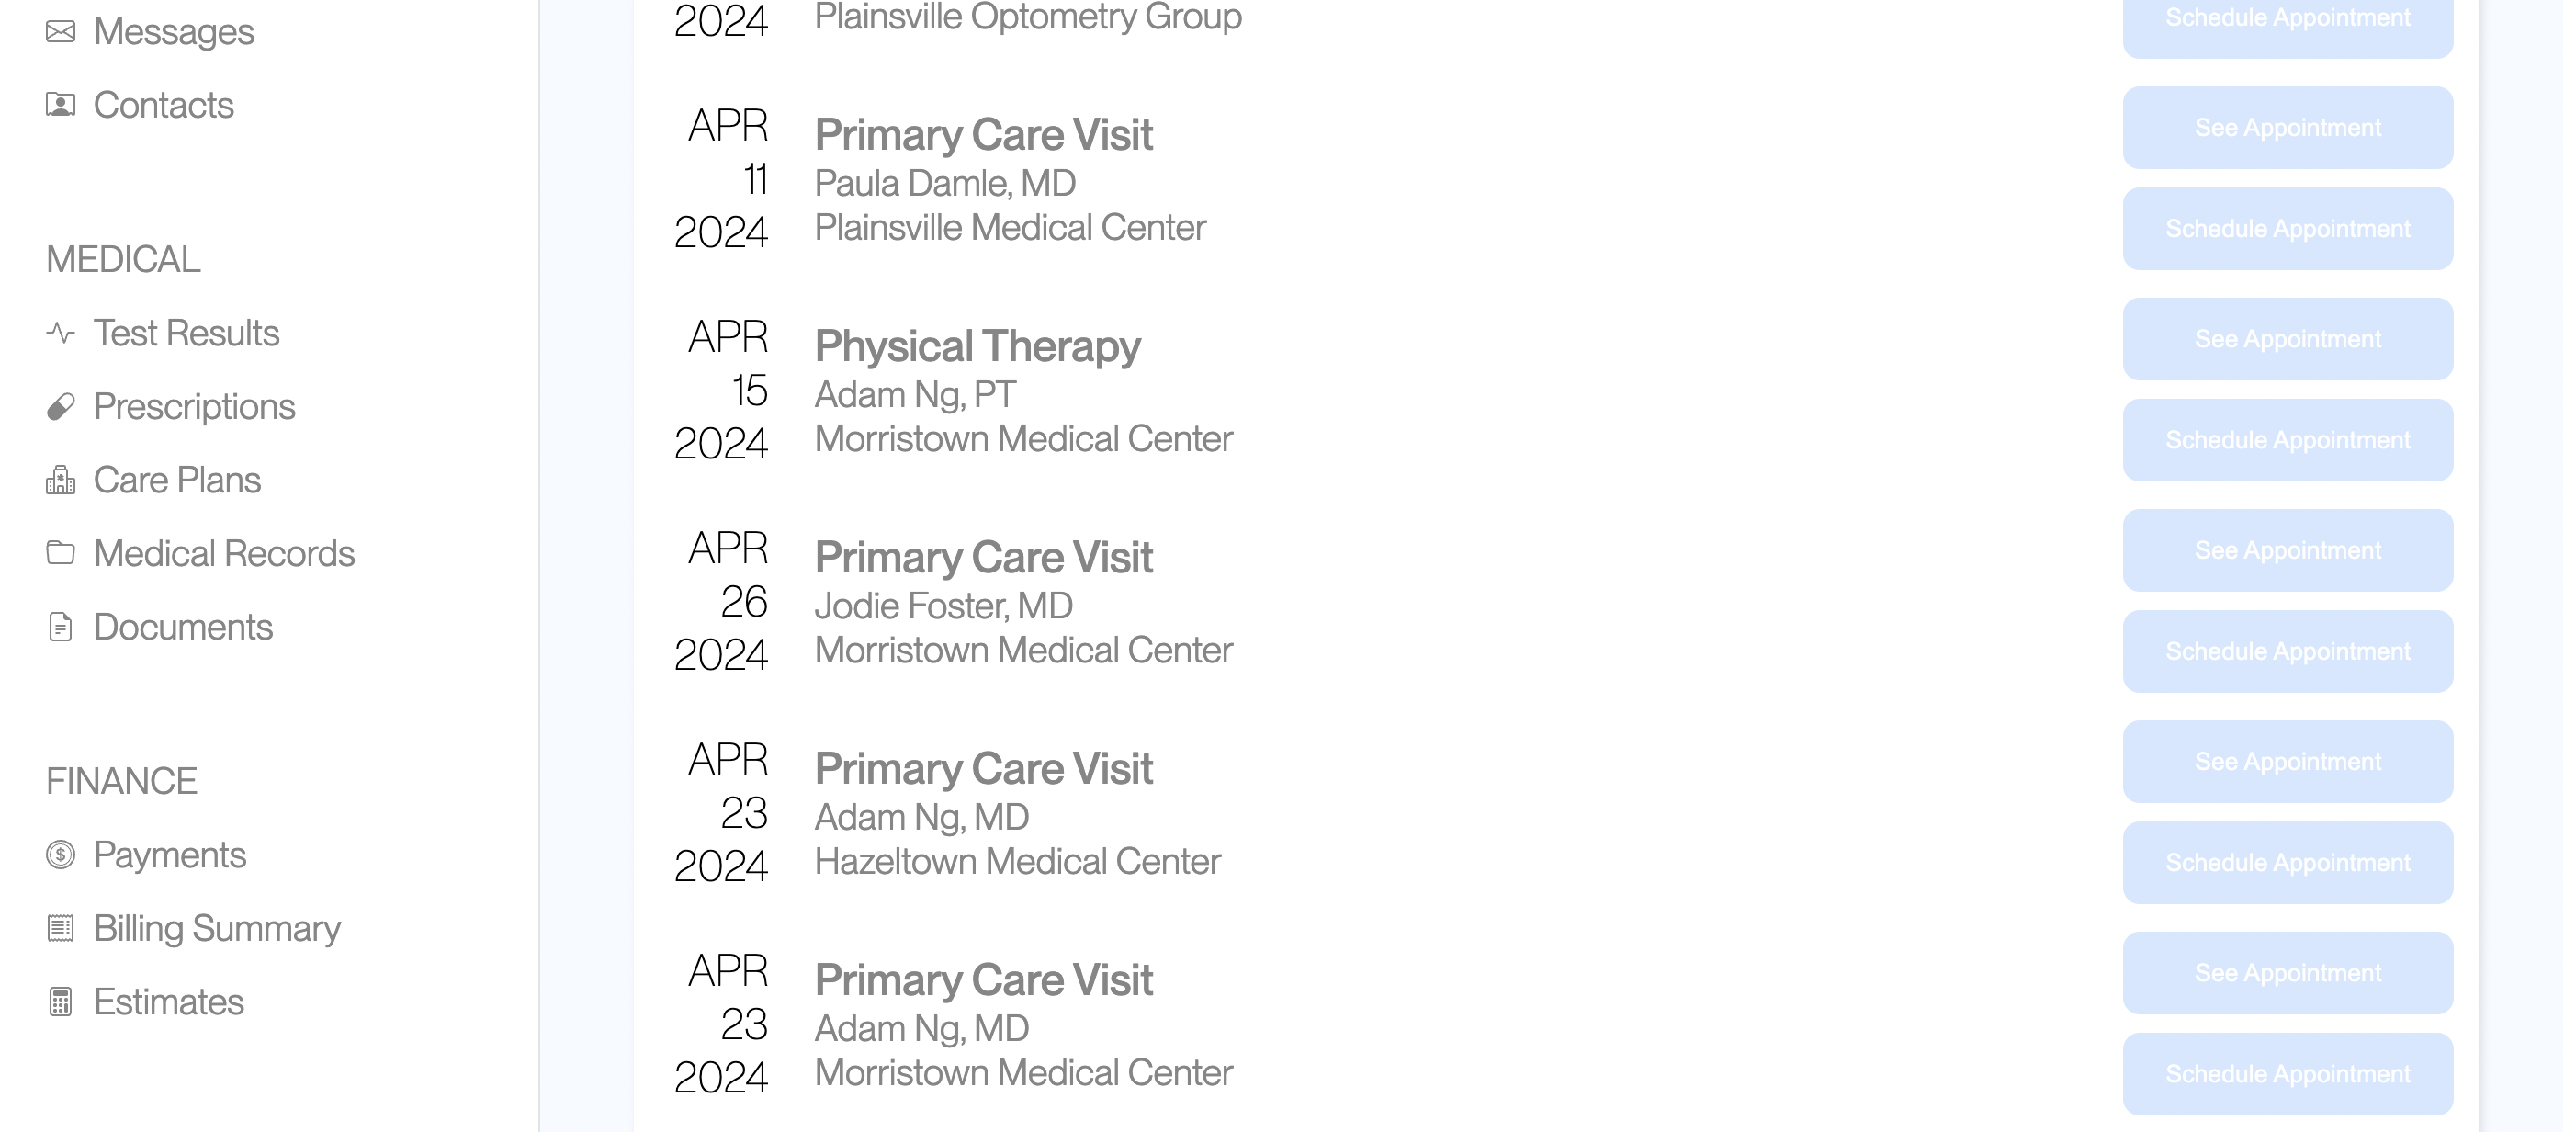 Messages
Contacts
MEDICAL
Test Results
Prescriptions
Care Plans
Medical Records
Documents
FINANCE
Payments
Billing Summary
Estimates
2024
Plainsville Optometry Group
Schedule Appointment
APR
11
2024
Primary Care Visit
Paula Damle, MD
Plainsville Medical Center
See Appointment
Schedule Appointment
APR
15
2024
Physical Therapy
Adam Ng, PT
Morristown Medical Center
See Appointment
Schedule Appointment
APR
26
2024
Primary Care Visit
Jodie Foster, MD
Morristown Medical Center
See Appointment
Schedule Appointment
APR
23
2024
Primary Care Visit
Adam Ng, MD
Hazeltown Medical Center
See Appointment
Schedule Appointment
APR
23
2024
Primary Care Visit
Adam Ng, MD
Morristown Medical Center
See Appointment
Schedule Appointment